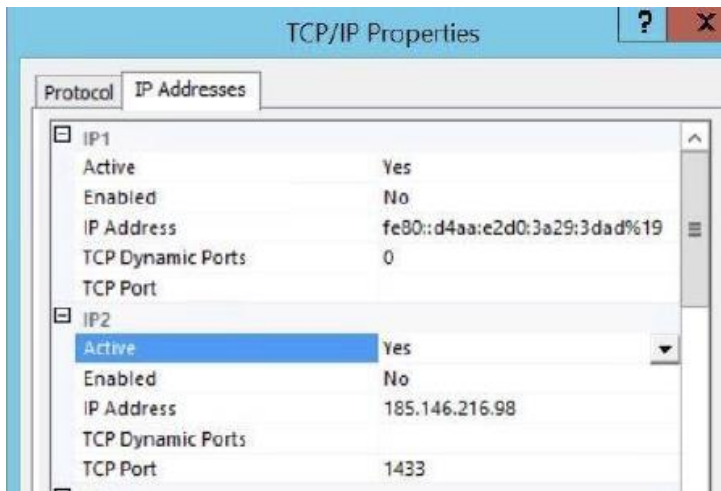 TCP/IP Properties
? X
Protocol IP Addresses
IP1
Active Yes
Enabled No
IP Address fe80::d4aa:e2d0:3a29:3dad%19
TCP Dynamic Ports 0
TCP Port
IP2
Active Yes
Enabled No
IP Address 185.146.216.98
TCP Dynamic Ports
TCP Port 1433